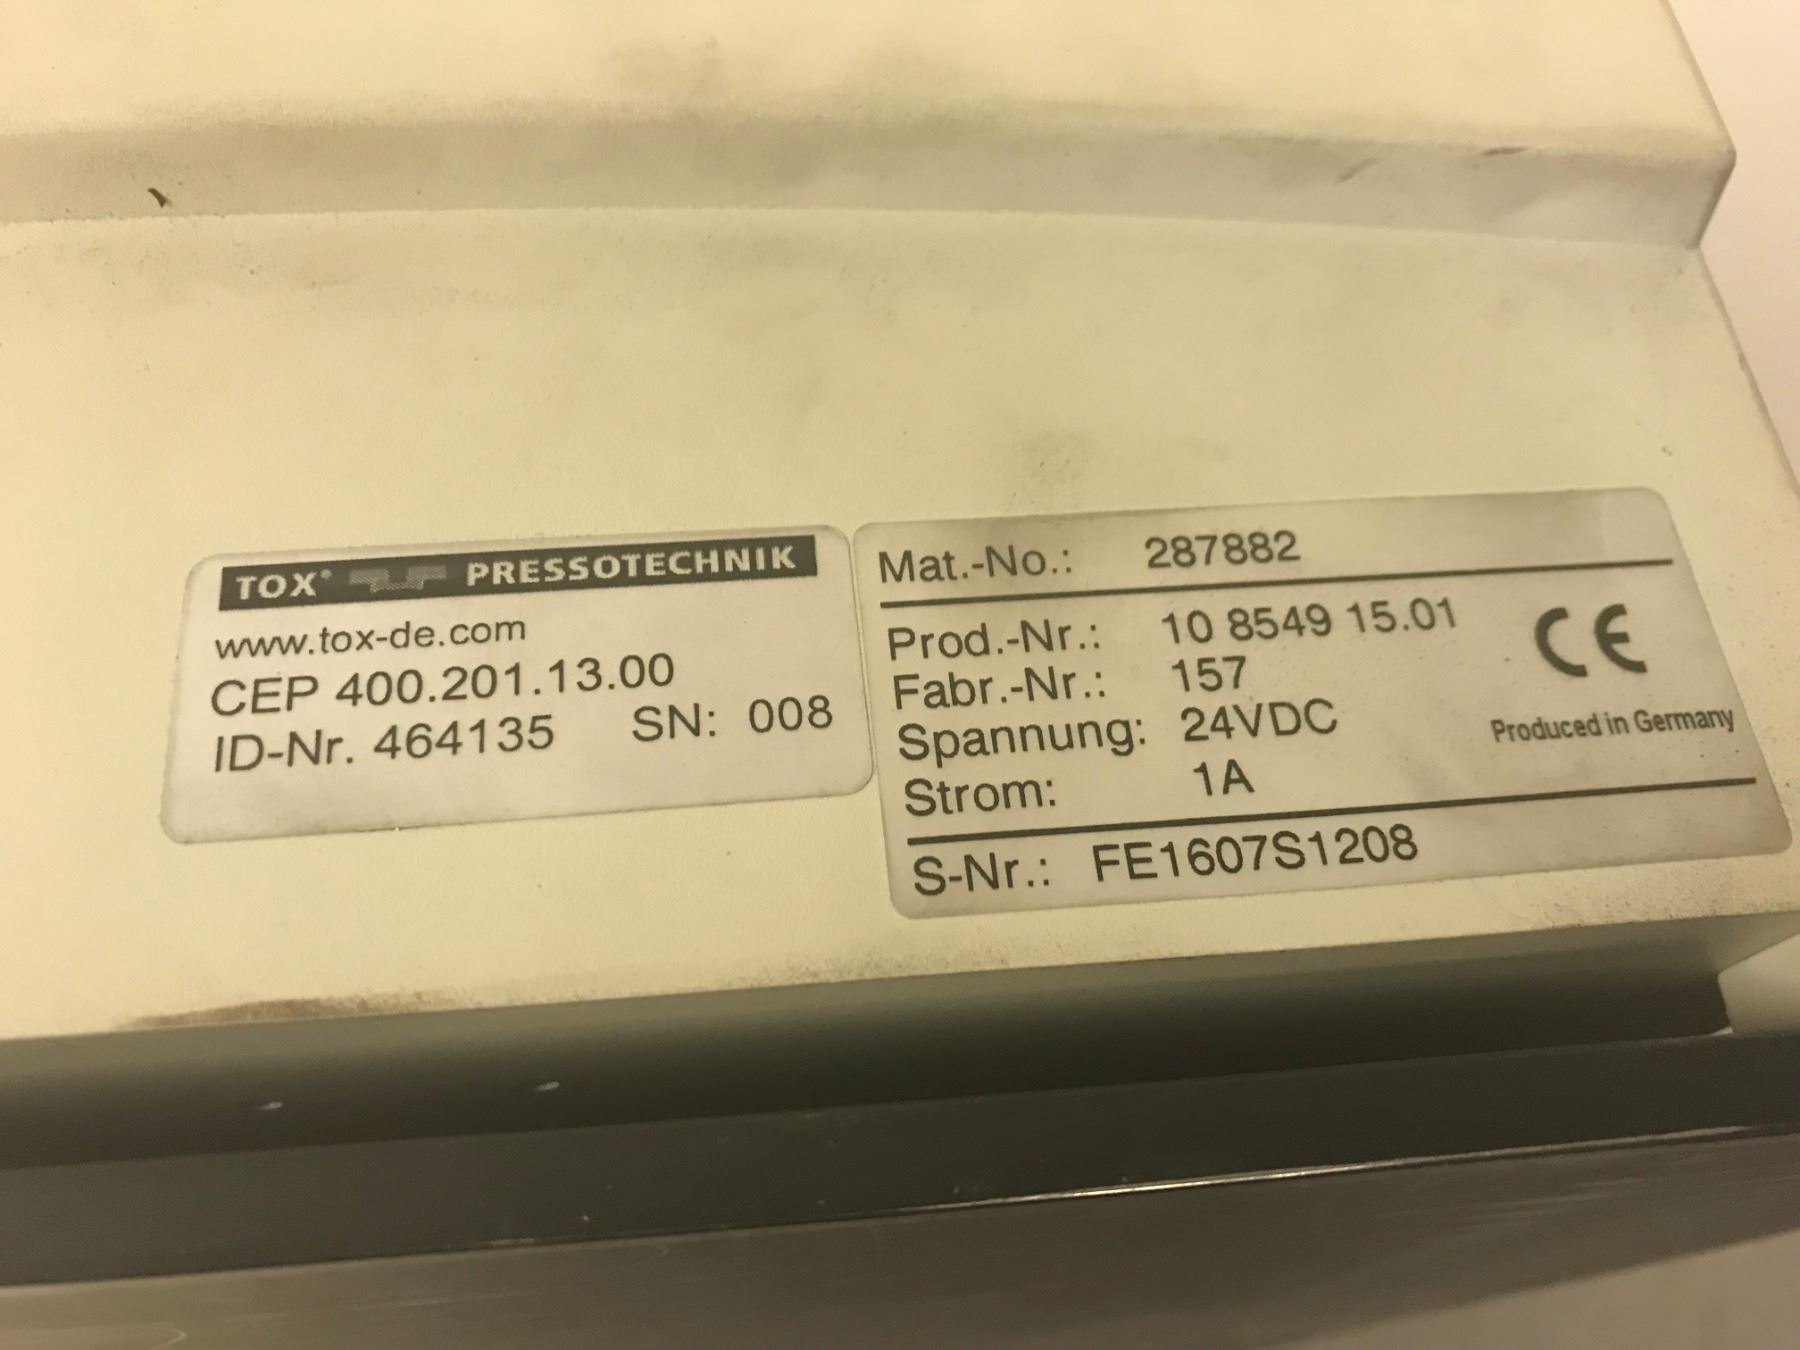 TOX® PRESSOTECHNIK
www.tox-de.com
CEP 400.201.13.00
ID-Nr. 464135 SN: 008
Mat.-No.: 287882
Prod.-Nr.: 10 8549 15.01
Fabr.-Nr.: 157
Spannung: 24VDC
Strom: 1A
CE
Produced in Germany
S-Nr.: FE1607S1208